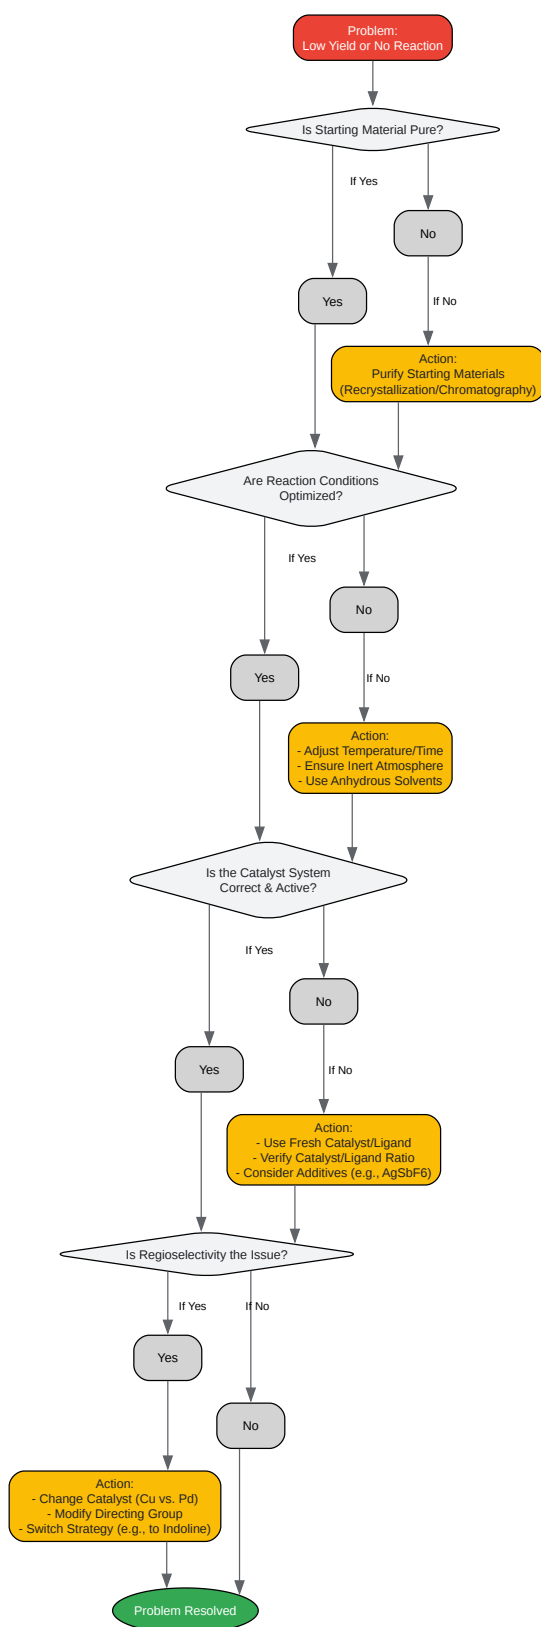 Problem:
Low Yield or No Reaction
Is Starting Material Pure?
If Yes
No
Yes
If No
Action:
Purify Starting Materials
(Recrystallization/Chromatography)
Are Reaction Conditions
Optimized?
If Yes
No
Yes
If No
Action:
- Adjust Temperature/Time
- Ensure Inert Atmosphere
- Use Anhydrous Solvents
Is the Catalyst System
Correct & Active?
If Yes
No
Yes
If No
Action:
- Use Fresh Catalyst/Ligand
- Verify Catalyst/Ligand Ratio
- Consider Additives (e.g., AgSbF6)
Is Regioselectivity the Issue?
If Yes
If No
Yes
No
Action:
- Change Catalyst (Cu vs. Pd)
- Modify Directing Group
- Switch Strategy (e.g., to Indoline)
Problem Resolved